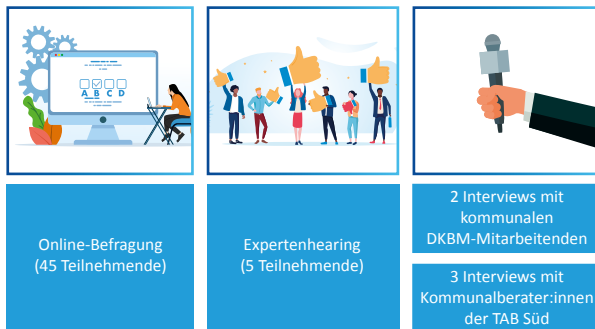 A B C D
Online-Befragung
(45 Teilnehmende)
Expertenhearing
(5 Teilnehmende)
2 Interviews mit
kommunalen
DKBM-Mitarbeitenden
3 Interviews mit
Kommunalberater:innen
der TAB Süd